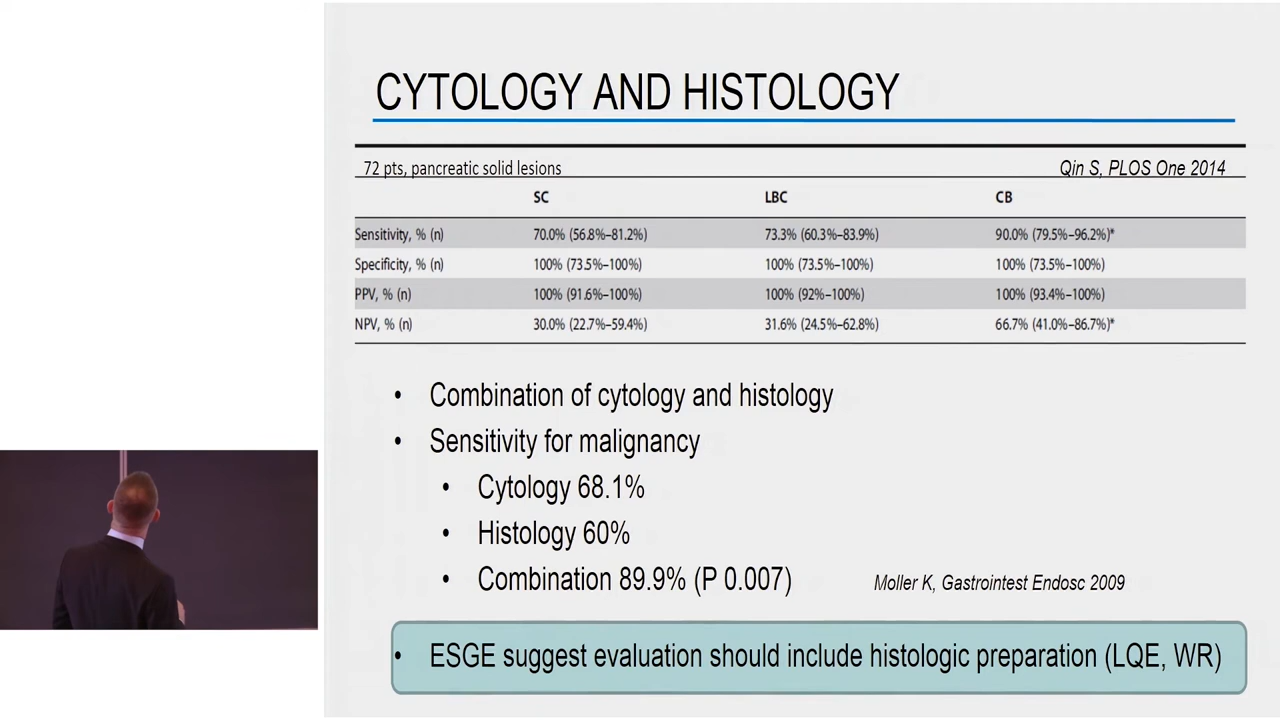 CYTOLOGY AND HISTOLOGY
72 pts, pancreatic solid lesions Qin S, PLOS One 2014
SC LBC CB
Sensitivity, % (n) 70.0% (56.8%–81.2%) 73.3% (60.3%–83.9%) 90.0% (79.5%–96.2%)*
Specificity, % (n) 100% (73.5%–100%) 100% (73.5%–100%) 100% (73.5%–100%)
PPV, % (n) 100% (91.6%–100%) 100% (92%–100%) 100% (93.4%–100%)
NPV, % (n) 30.0% (22.7%–59.4%) 31.6% (24.5%–62.8%) 66.7% (41.0%–86.7%)*
• Combination of cytology and histology
• Sensitivity for malignancy
• Cytology 68.1%
• Histology 60%
• Combination 89.9% (P 0.007) Moller K, Gastrointest Endosc 2009
• ESGE suggest evaluation should include histologic preparation (LQE, WR)